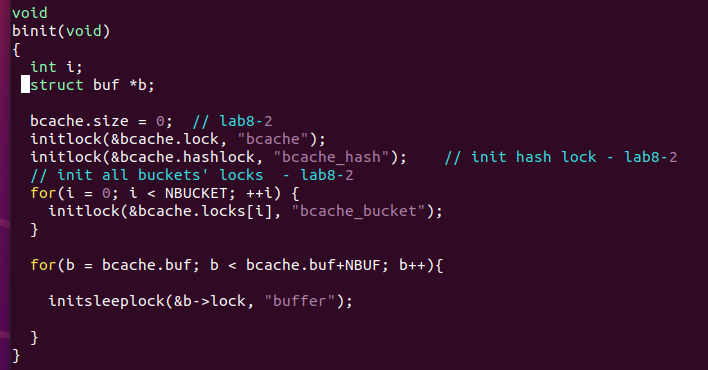 void
binit(void)
{
  int i;
  struct buf *b;

  bcache.size = 0;  // lab8-2
  initlock(&bcache.lock, "bcache");
  initlock(&bcache.hashlock, "bcache_hash");    // init hash lock - lab8-2
  // init all buckets' locks  - lab8-2
  for(i = 0; i < NBUCKET; ++i) {
    initlock(&bcache.locks[i], "bcache_bucket");
  }

  for(b = bcache.buf; b < bcache.buf+NBUF; b++){

    initsleeplock(&b->lock, "buffer");

  }
}